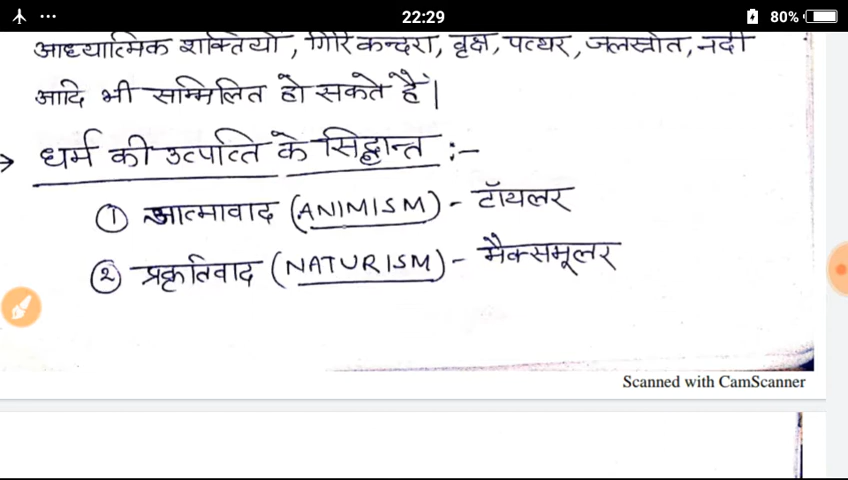 22:29
80%
आध्यात्मिक शक्तियों, गिरि कन्दरा, वृक्ष, पत्थर, जलस्रोत, नदी
आदि भी सम्मिलित हो सकते हैं।
→ धर्म की उत्पत्ति के सिद्धान्त :-
① आत्मावाद (ANIMISM) - टॉयलर
② प्रकृतिवाद (NATURISM) - मैक्समूलर
Scanned with CamScanner